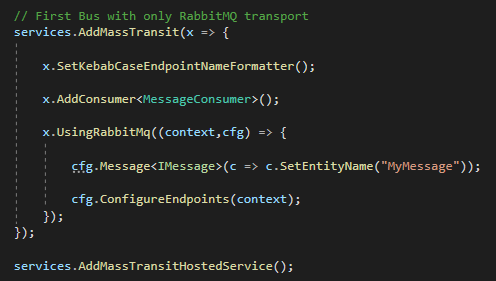 // First Bus with only RabbitMQ transport
services.AddMassTransit(x => {
x.SetKebabCaseEndpointNameFormatter();
x.AddConsumer<MessageConsumer>();
x.UsingRabbitMq((context,cfg) => {
cfg.Message<IMessage>(c => c.SetEntityName("MyMessage"));
cfg.ConfigureEndpoints(context);
});
});
services.AddMassTransitHostedService();